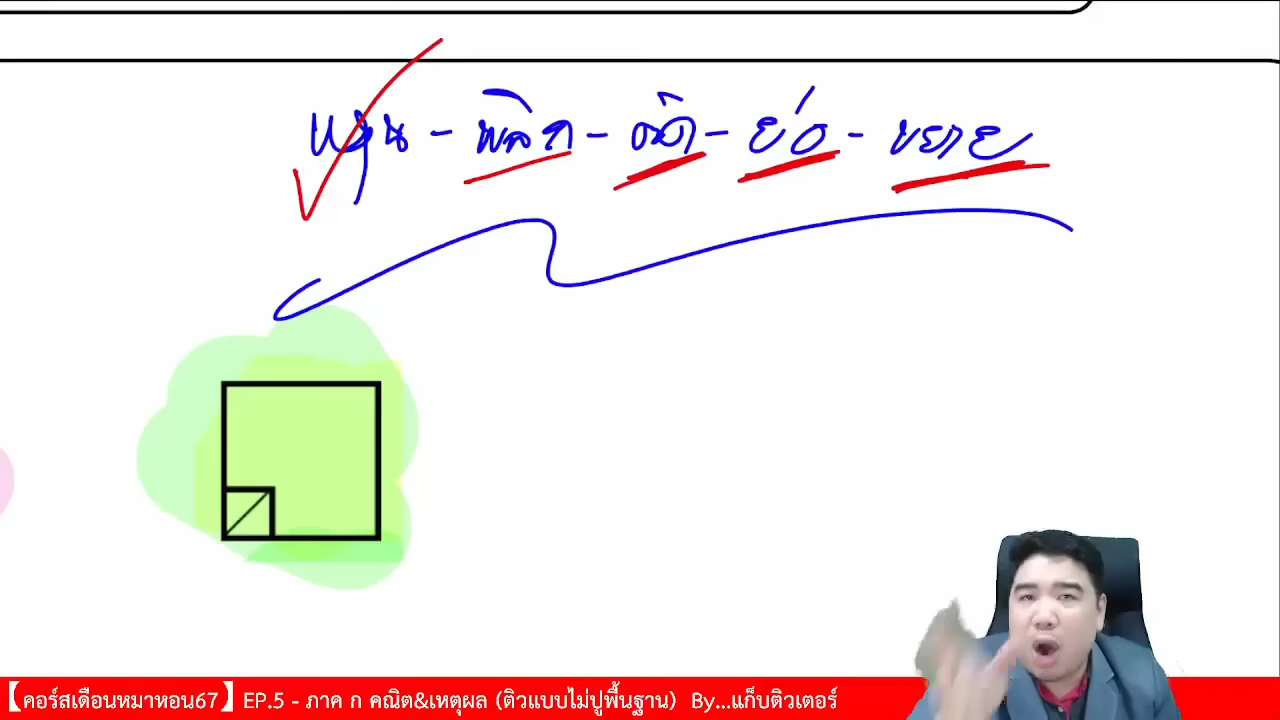 หมุน - พลิก - ตัด - ย่อ - ขยาย
【คอร์สเดือนหมาหอน67】 EP.5 - ภาค ก คณิต&เหตุผล (ติวแบบไม่ปูพื้นฐาน) By...แก็บติวเตอร์